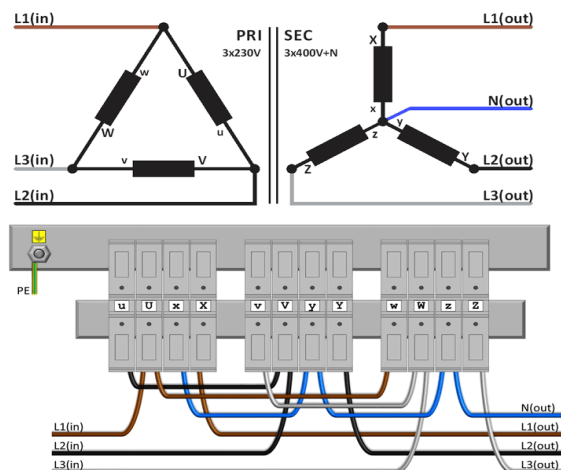 L1(in)
PRI
SEC
L1(out)
3x230V
3x400V+N
w
U
X
W
u
x
N(out)
z
y
L3(in)
v
V
Z
Y
L2(out)
L2(in)
L3(out)
PE
u U x X v V y Y w W z Z
N(out)
L1(in)
L1(out)
L2(in)
L2(out)
L3(in)
L3(out)